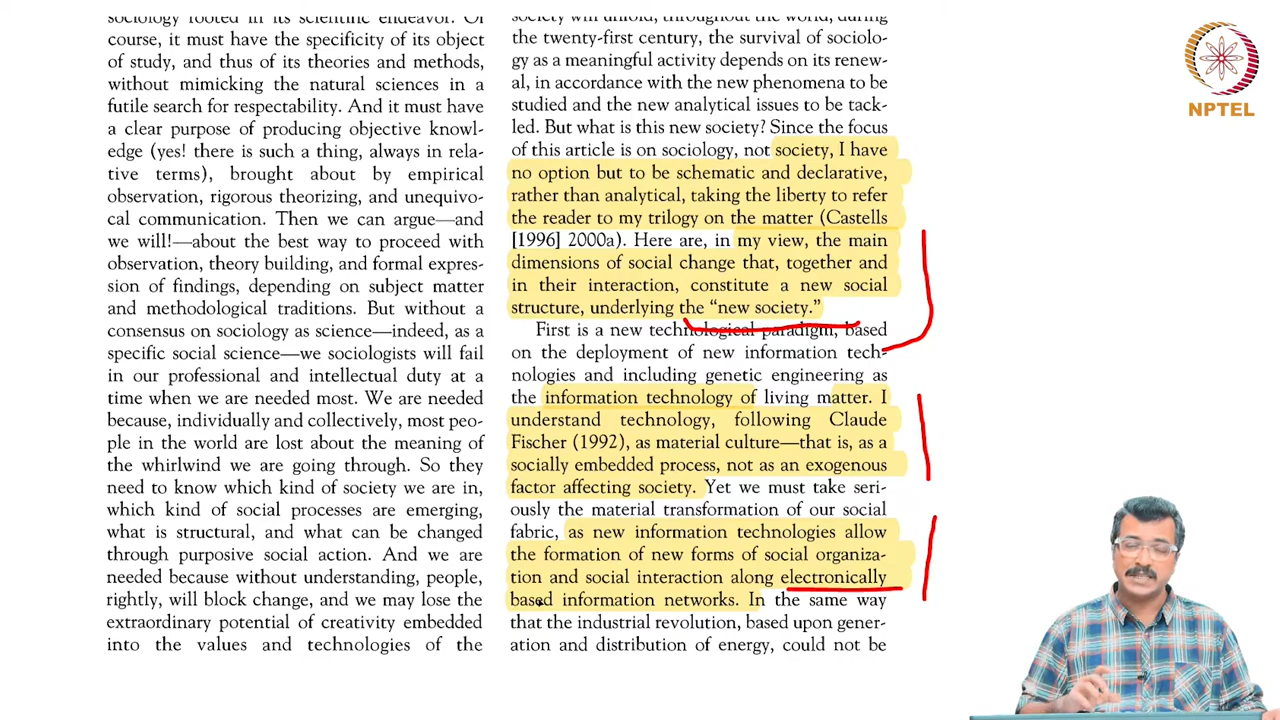 sociology rooted in its scientific endeavor. Of
course, it must have the specificity of its object
of study, and thus of its theories and methods,
without mimicking the natural sciences in a
futile search for respectability. And it must have
a clear purpose of producing objective knowl-
edge (yes! there is such a thing, always in rela-
tive terms), brought about by empirical
observation, rigorous theorizing, and unequivo-
cal communication. Then we can argue—and
we will!—about the best way to proceed with
observation, theory building, and formal expres-
sion of findings, depending on subject matter
and methodological traditions. But without a
consensus on sociology as science—indeed, as a
specific social science—we sociologists will fail
in our professional and intellectual duty at a
time when we are needed most. We are needed
because, individually and collectively, most peo-
ple in the world are lost about the meaning of
the whirlwind we are going through. So they
need to know which kind of society we are in,
which kind of social processes are emerging,
what is structural, and what can be changed
through purposive social action. And we are
needed because without understanding, people,
rightly, will block change, and we may lose the
extraordinary potential of creativity embedded
into the values and technologies of the
society will unfold, throughout the world, during
the twenty-first century, the survival of sociolo-
gy as a meaningful activity depends on its renew-
al, in accordance with the new phenomena to be
studied and the new analytical issues to be tack-
led. But what is this new society? Since the focus
of this article is on sociology, not society, I have
no option but to be schematic and declarative,
rather than analytical, taking the liberty to refer
the reader to my trilogy on the matter (Castells
[1996] 2000a). Here are, in my view, the main
dimensions of social change that, together and
in their interaction, constitute a new social
structure, underlying the “new society.”
First is a new technological paradigm, based
on the deployment of new information tech-
nologies and including genetic engineering as
the information technology of living matter. I
understand technology, following Claude
Fischer (1992), as material culture—that is, as a
socially embedded process, not as an exogenous
factor affecting society. Yet we must take seri-
ously the material transformation of our social
fabric, as new information technologies allow
the formation of new forms of social organiza-
tion and social interaction along electronically
based information networks. In the same way
that the industrial revolution, based upon gener-
ation and distribution of energy, could not be
NPTEL